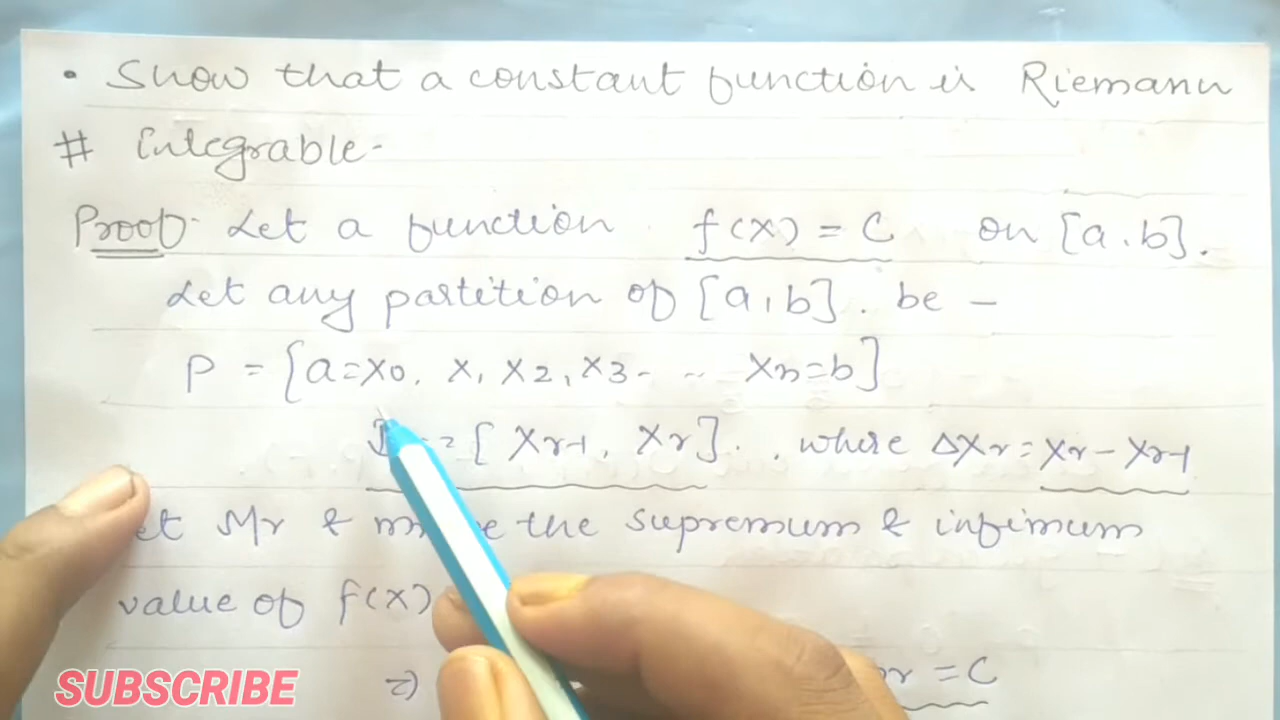 • Show that a constant function is Riemann
# Integrable-
Proof- Let a function f(x) = C on [a,b].
Let any partition of [a,b]. be -
P = [a=x0, x1 x2, x3- -- xn=b]
= [xr-1, xr]. , where Δxr = xr - xr-1
Mr & the supremum & infimum
value of f(x)
=> = C
SUBSCRIBE